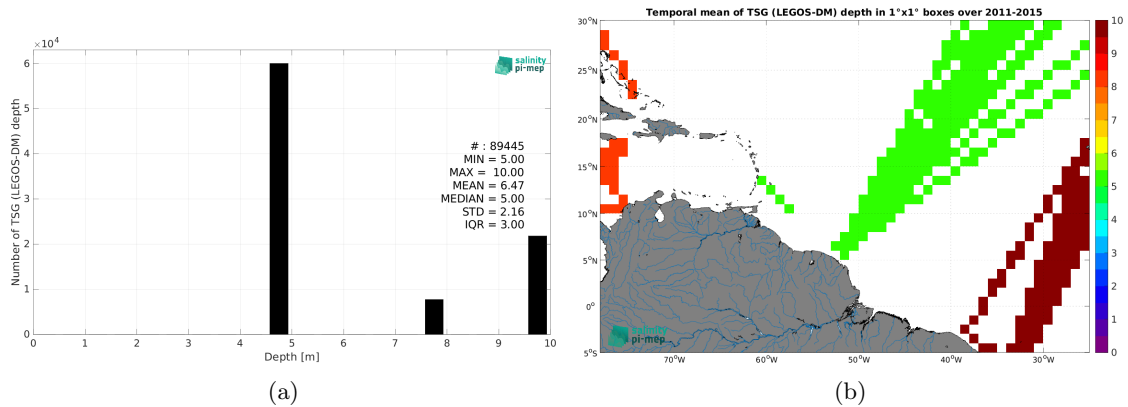 ×10⁴
6
5
4
3
2
1
0
Number of TSG (LEGOS-DM) depth
salinity
pi-mep
# : 89445
MIN = 5.00
MAX = 10.00
MEAN = 6.47
MEDIAN = 5.00
STD = 2.16
IQR = 3.00
0 1 2 3 4 5 6 7 8 9 10
Depth [m]
(a)
Temporal mean of TSG (LEGOS-DM) depth in 1°x1° boxes over 2011-2015
30°N
25°N
20°N
15°N
10°N
5°N
0°
5°S
70°W 60°W 50°W 40°W 30°W
salinity
pi-mep
10
9
8
7
6
5
4
3
2
1
0
(b)